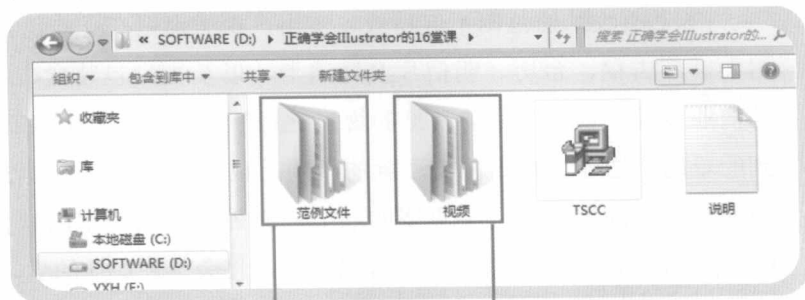 « SOFTWARE (D:) ▸ 正确学会Illustrator的16堂课 ▸
搜索 正确学会Illustrator的...
组织 ▼ 包含到库中 ▼ 共享 ▼ 新建文件夹
收藏夹
库
计算机
本地磁盘 (C:)
SOFTWARE (D:)
YXH (E:)
范例文件
视频
TSCC
说明